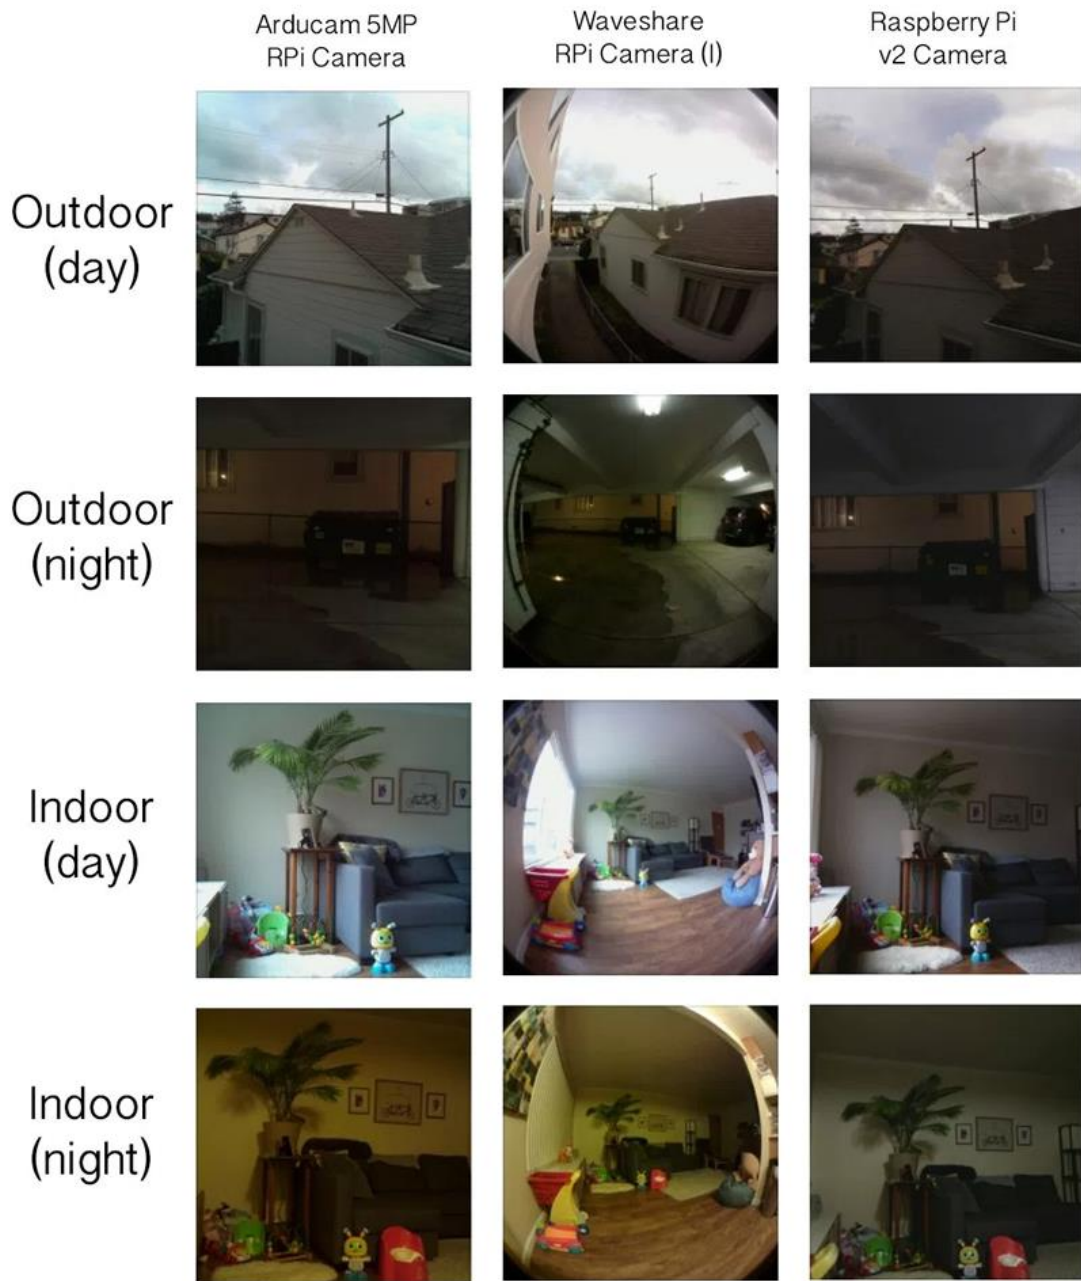 Arducam 5MP
RPi Camera
Waveshare
RPi Camera (I)
Raspberry Pi
v2 Camera
Outdoor
(day)
Outdoor
(night)
Indoor
(day)
Indoor
(night)